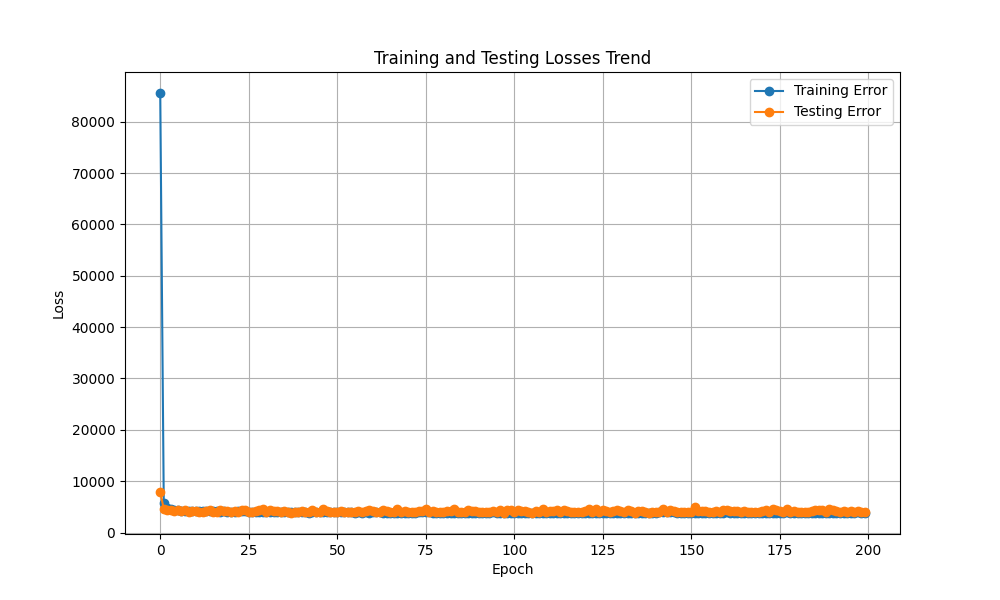 Training and Testing Losses Trend
Training Error
Testing Error
80000
70000
60000
50000
40000
30000
20000
10000
0
Loss
0 25 50 75 100 125 150 175 200
Epoch